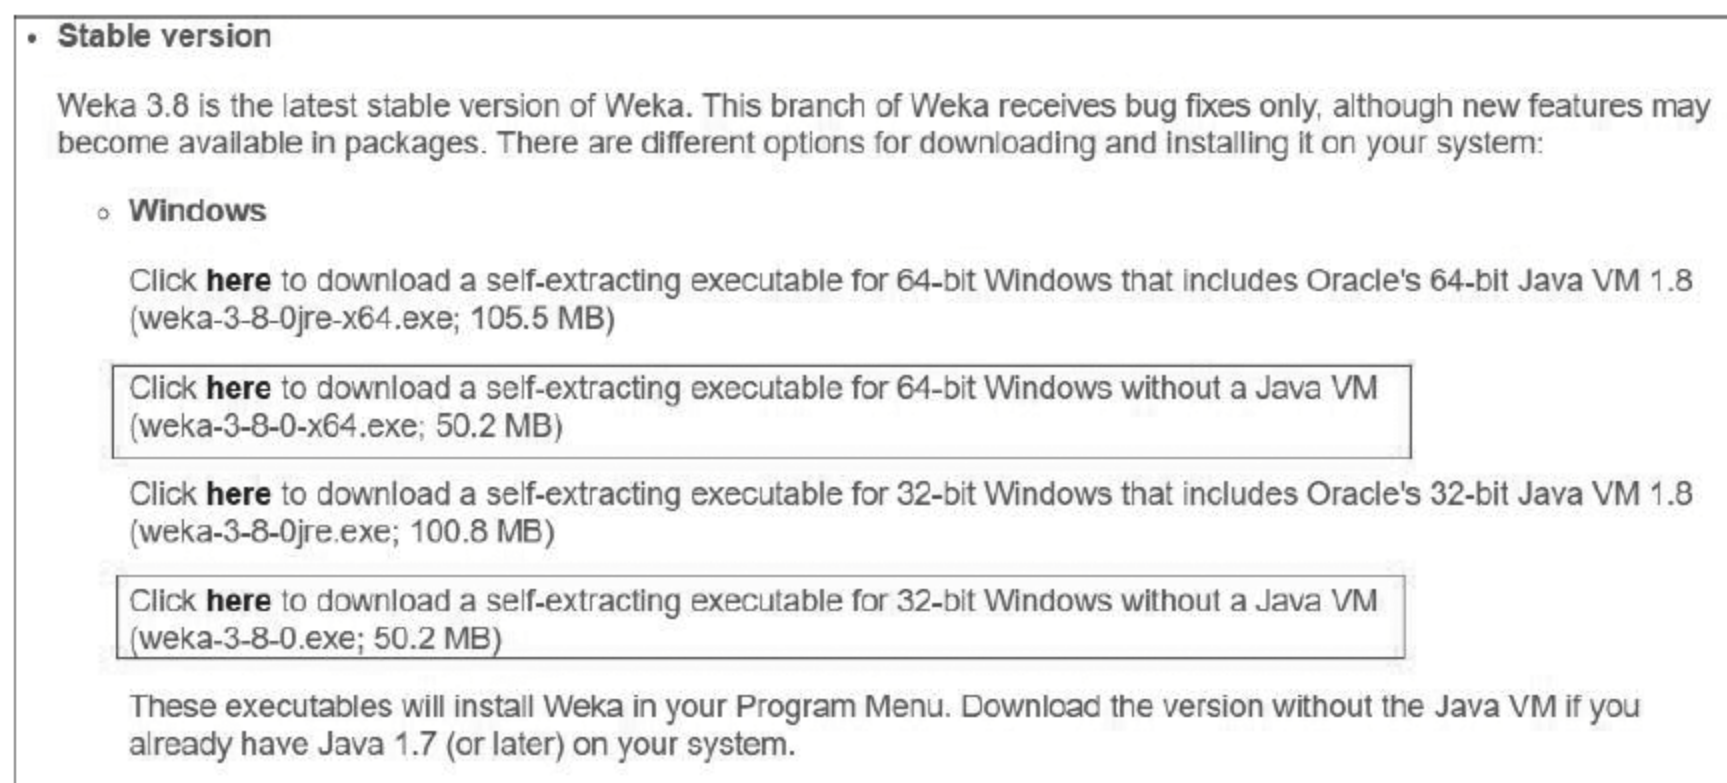 • Stable version
Weka 3.8 is the latest stable version of Weka. This branch of Weka receives bug fixes only, although new features may
become available in packages. There are different options for downloading and installing it on your system:
○ Windows
Click here to download a self-extracting executable for 64-bit Windows that includes Oracle's 64-bit Java VM 1.8
(weka-3-8-0jre-x64.exe; 105.5 MB)
Click here to download a self-extracting executable for 64-bit Windows without a Java VM
(weka-3-8-0-x64.exe; 50.2 MB)
Click here to download a self-extracting executable for 32-bit Windows that includes Oracle's 32-bit Java VM 1.8
(weka-3-8-0jre.exe; 100.8 MB)
Click here to download a self-extracting executable for 32-bit Windows without a Java VM
(weka-3-8-0.exe; 50.2 MB)
These executables will install Weka in your Program Menu. Download the version without the Java VM if you
already have Java 1.7 (or later) on your system.